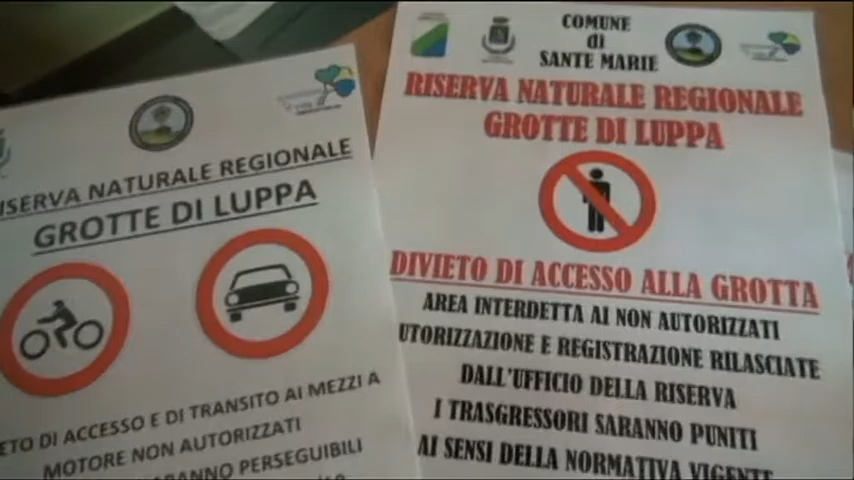 RISERVA NATURALE REGIONALE
GROTTE DI LUPPA
DI ACCESSO E DI TRANSITO AI MEZZI A
MOTORE NON AUTORIZZATI
PERSEGUIBILI
COMUNE
di
SANTE MARIE
RISERVA NATURALE REGIONALE
GROTTE DI LUPPA
DIVIETO DI ACCESSO ALLA GROTTA
AREA INTERDETTA AI NON AUTORIZZATI
UTORIZZAZIONE E REGISTRAZIONE RILASCIATE
DALL'UFFICIO DELLA RISERVA
I TRASGRESSORI SARANNO PUNITI
AI SENSI DELLA NORMATIVA VIGENTE